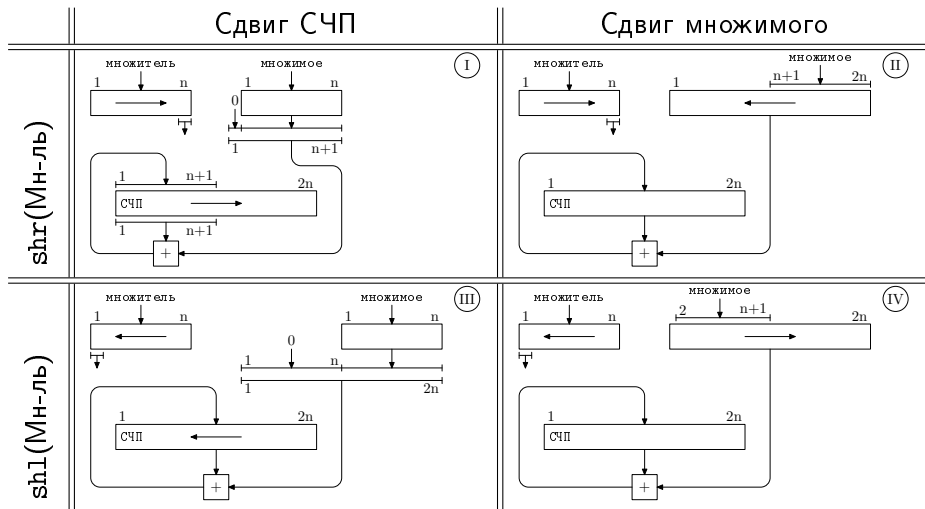 Сдвиг СЧП
Сдвиг множимого
shr(Мн-ль)
множитель
множимое
I
1
n
1
n
0
1
n+1
1
n+1
2n
СЧП
1
n+1
+
множитель
множимое
II
1
n
1
n+1
2n
1
2n
СЧП
+
shl(Мн-ль)
множитель
множимое
III
1
n
1
n
0
1
n
1
2n
1
2n
СЧП
+
множитель
множимое
IV
1
n
2
n+1
2n
1
2n
СЧП
+